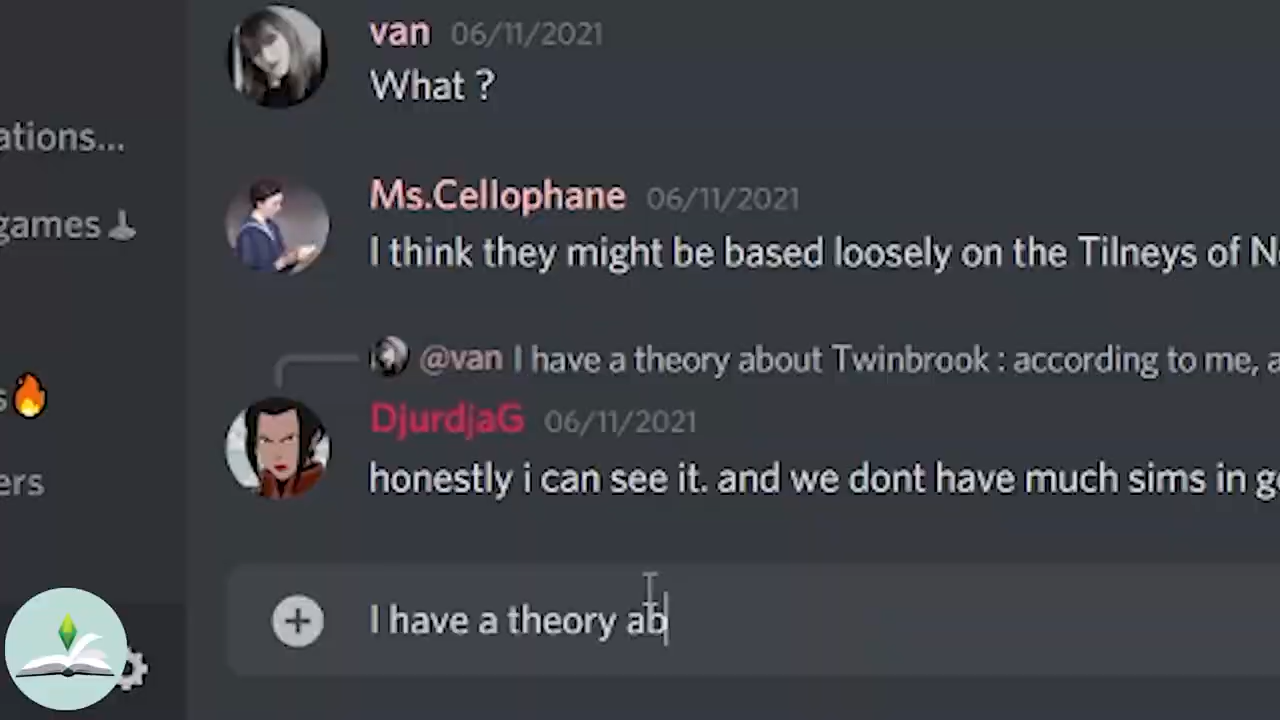 van 06/11/2021
What ?
ations...
Ms.Cellophane 06/11/2021
games
I think they might be based loosely on the Tilneys of N
@van I have a theory about Twinbrook : according to me, a
s
DjurdjaG 06/11/2021
honestly i can see it. and we dont have much sims in g
ers
I have a theory ab